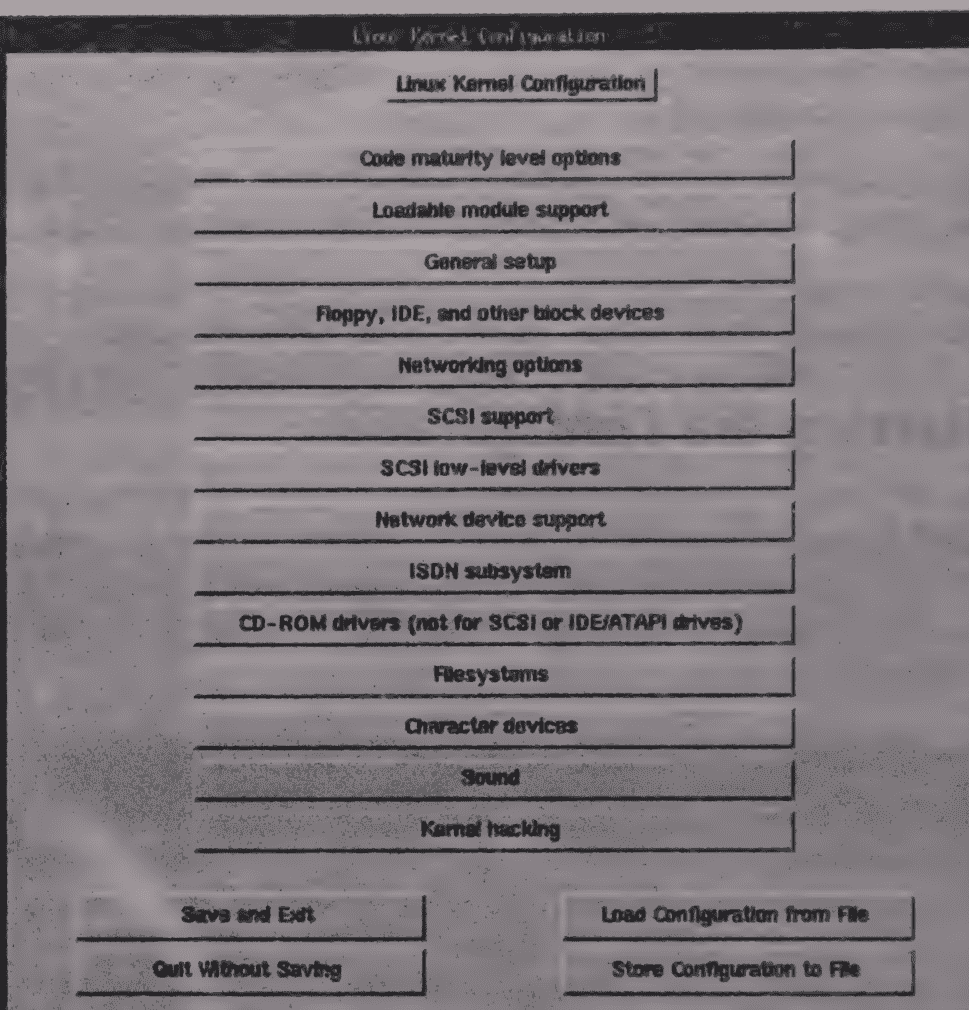 Linux Kernel Configuration
Linux Kernel Configuration
Code maturity level options
Loadable module support
General setup
Floppy, IDE, and other block devices
Networking options
SCSI support
SCSI low-level drivers
Network device support
ISDN subsystem
CD-ROM drivers (not for SCSI or IDE/ATAPI drives)
Filesystems
Character devices
Sound
Kernel hacking
Save and Exit
Load Configuration from File
Quit Without Saving
Store Configuration to File